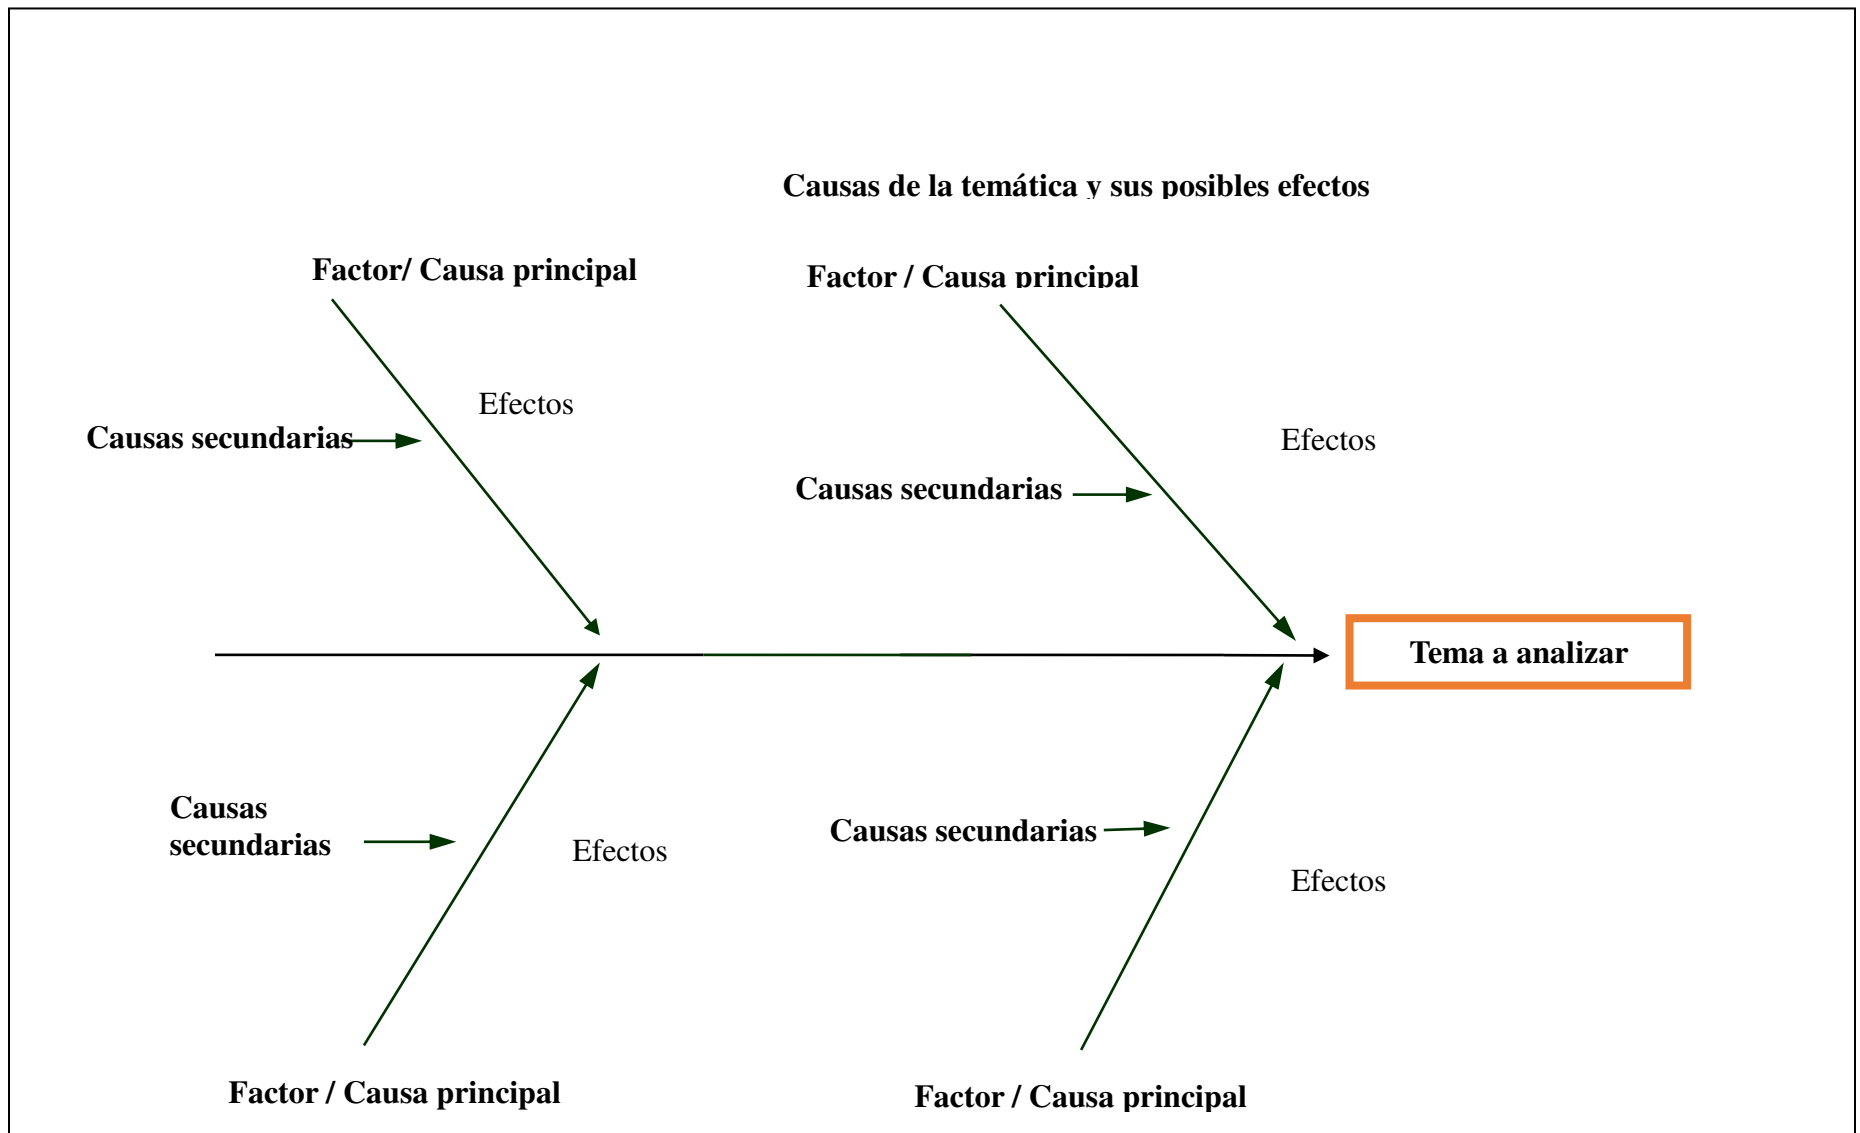 Causas de la temática y sus posibles efectos
Factor/ Causa principal
Factor / Causa principal
Efectos
Causas secundarias
Efectos
Causas secundarias
Tema a analizar
Causas
secundarias
Efectos
Causas secundarias
Efectos
Factor / Causa principal
Factor / Causa principal